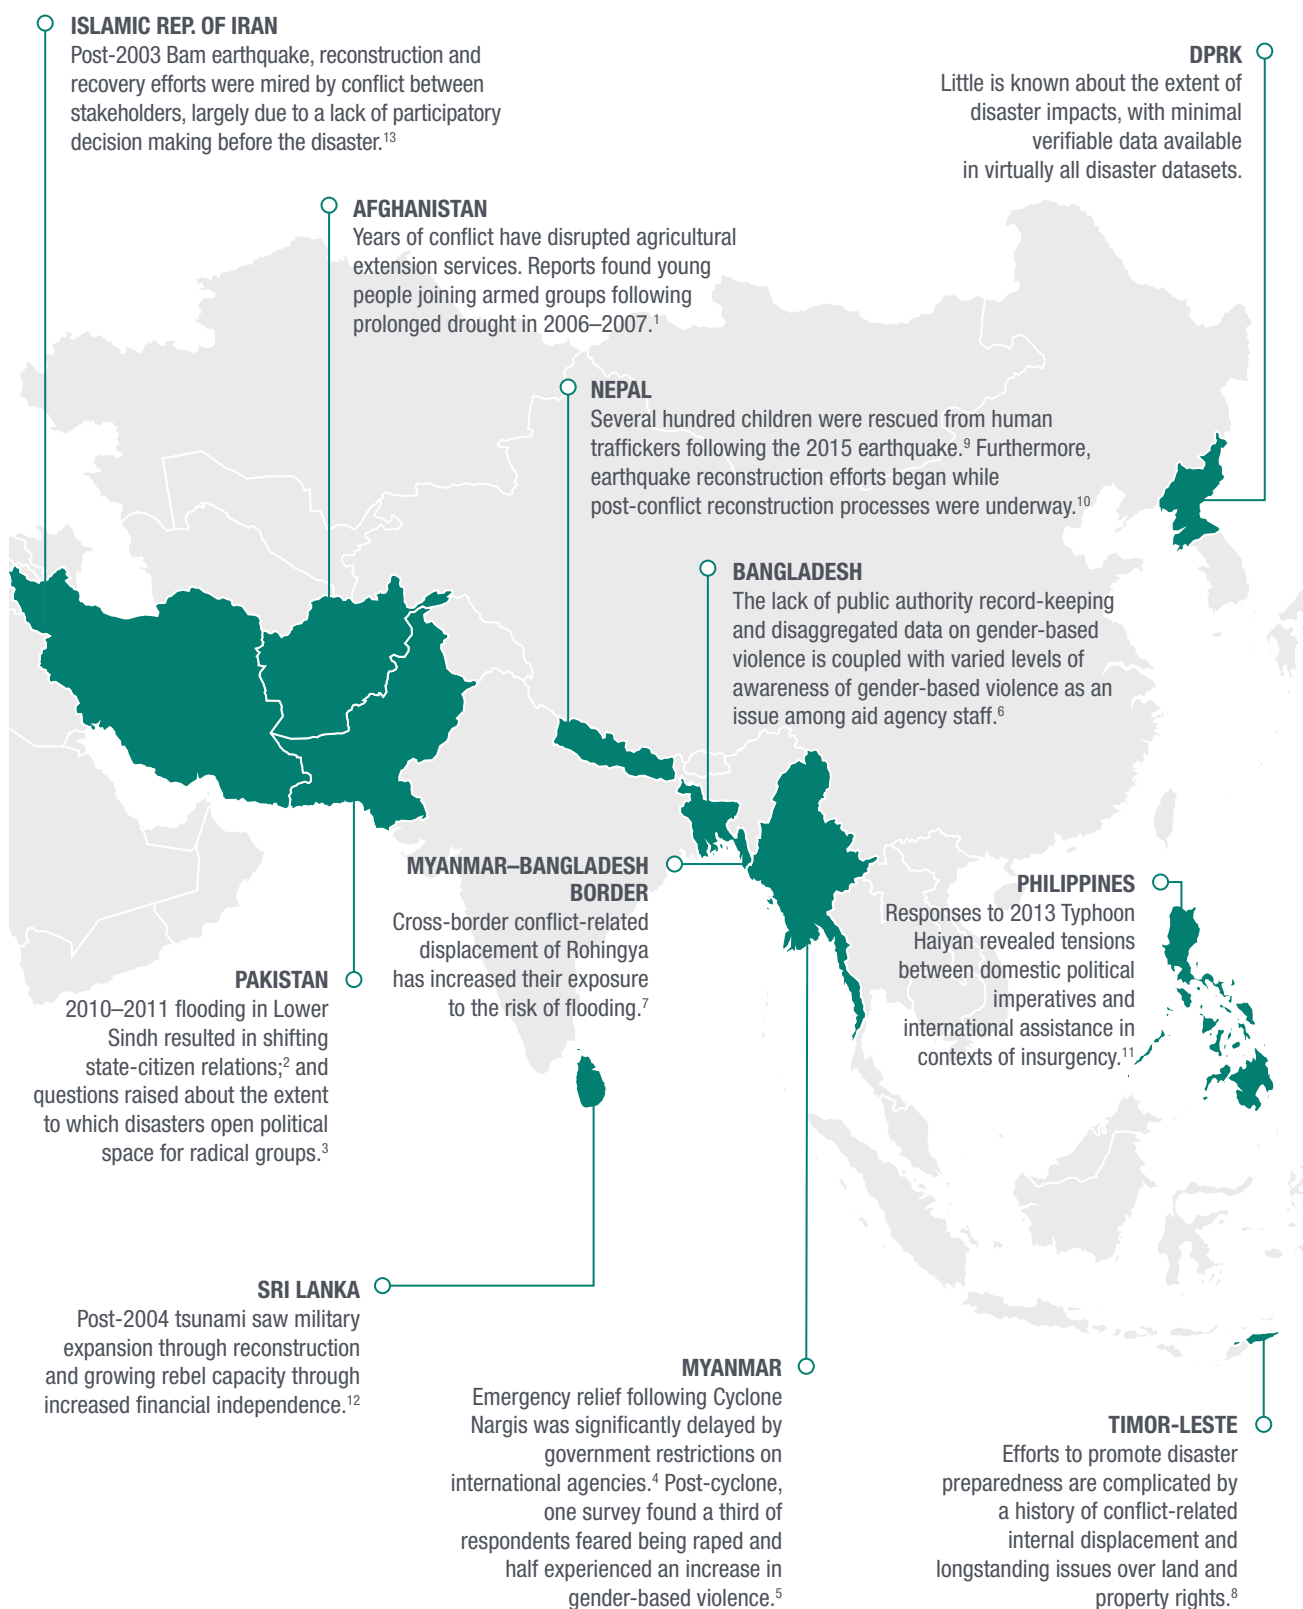 ISLAMIC REP. OF IRAN
Post-2003 Bam earthquake, reconstruction and
recovery efforts were mired by conflict between
stakeholders, largely due to a lack of participatory
decision making before the disaster.13
DPRK
Little is known about the extent of
disaster impacts, with minimal
verifiable data available
in virtually all disaster datasets.
AFGHANISTAN
Years of conflict have disrupted agricultural
extension services. Reports found young
people joining armed groups following
prolonged drought in 2006–2007.1
NEPAL
Several hundred children were rescued from human
traffickers following the 2015 earthquake.9 Furthermore,
earthquake reconstruction efforts began while
post-conflict reconstruction processes were underway.10
BANGLADESH
The lack of public authority record-keeping
and disaggregated data on gender-based
violence is coupled with varied levels of
awareness of gender-based violence as an
issue among aid agency staff.6
MYANMAR–BANGLADESH
BORDER
Cross-border conflict-related
displacement of Rohingya
has increased their exposure
to the risk of flooding.7
PHILIPPINES
Responses to 2013 Typhoon
Haiyan revealed tensions
between domestic political
imperatives and
international assistance in
contexts of insurgency.11
PAKISTAN
2010–2011 flooding in Lower
Sindh resulted in shifting
state-citizen relations;2 and
questions raised about the extent
to which disasters open political
space for radical groups.3
SRI LANKA
Post-2004 tsunami saw military
expansion through reconstruction
and growing rebel capacity through
increased financial independence.12
MYANMAR
Emergency relief following Cyclone
Nargis was significantly delayed by
government restrictions on
international agencies.4 Post-cyclone,
one survey found a third of
respondents feared being raped and
half experienced an increase in
gender-based violence.5
TIMOR-LESTE
Efforts to promote disaster
preparedness are complicated by
a history of conflict-related
internal displacement and
longstanding issues over land and
property rights.8